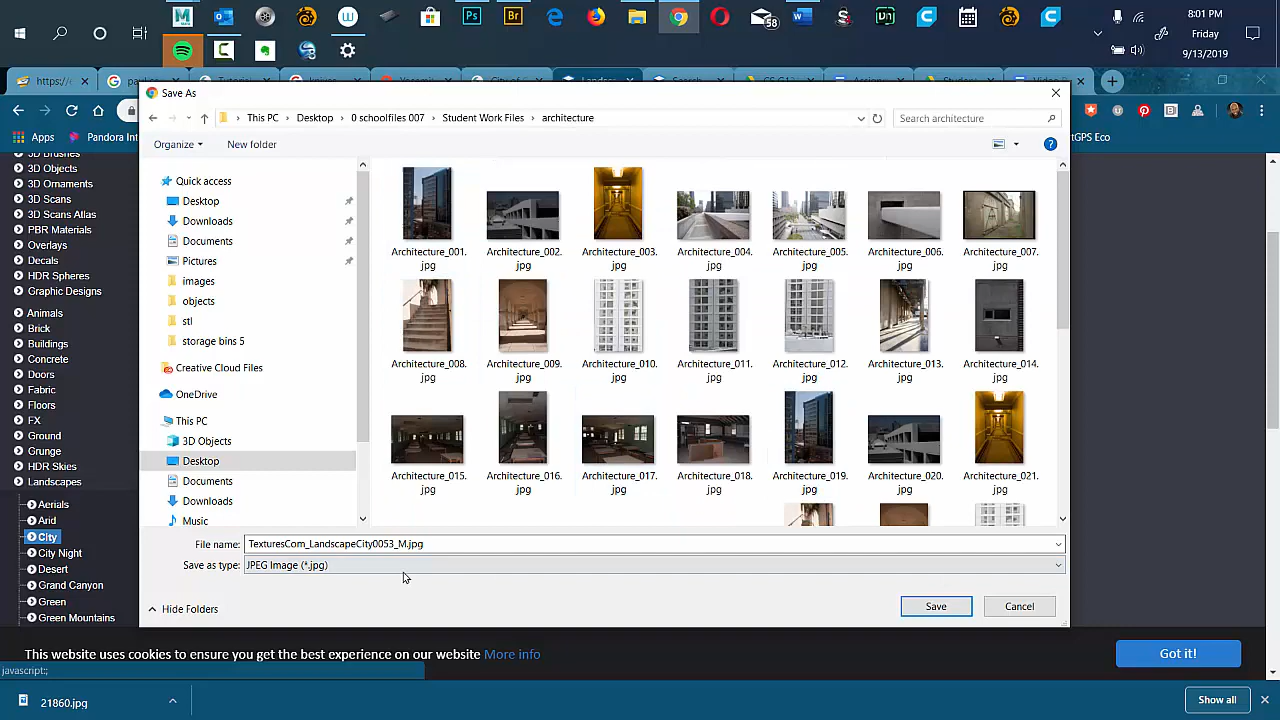 58
8:01 PM
Friday
9/13/2019
https://
Tutorial
City of
Landsc
Search
Apps
Pandora Int
tGPS Eco
Save As
This PC > Desktop > 0 schoolfiles 007 > Student Work Files > architecture
Search architecture
Organize
New folder
3D Brushes
3D Objects
3D Ornaments
3D Scans
3D Scans Atlas
PBR Materials
Overlays
Decals
HDR Spheres
Graphic Designs
Animals
Brick
Buildings
Concrete
Doors
Fabric
Floors
FX
Ground
Grunge
HDR Skies
Landscapes
Aerials
Arid
City
City Night
Desert
Grand Canyon
Green
Green Mountains
Quick access
Desktop
Downloads
Documents
Pictures
images
objects
stl
storage bins 5
Creative Cloud Files
OneDrive
This PC
3D Objects
Desktop
Documents
Downloads
Music
Architecture_001.jpg
Architecture_002.jpg
Architecture_003.jpg
Architecture_004.jpg
Architecture_005.jpg
Architecture_006.jpg
Architecture_007.jpg
Architecture_008.jpg
Architecture_009.jpg
Architecture_010.jpg
Architecture_011.jpg
Architecture_012.jpg
Architecture_013.jpg
Architecture_014.jpg
Architecture_015.jpg
Architecture_016.jpg
Architecture_017.jpg
Architecture_018.jpg
Architecture_019.jpg
Architecture_020.jpg
Architecture_021.jpg
File name: TexturesCom_LandscapeCity0053_M.jpg
Save as type: JPEG Image (*.jpg)
Hide Folders
Save
Cancel
This website uses cookies to ensure you get the best experience on our website More info
Got it!
javascript:;
21860.jpg
Show all